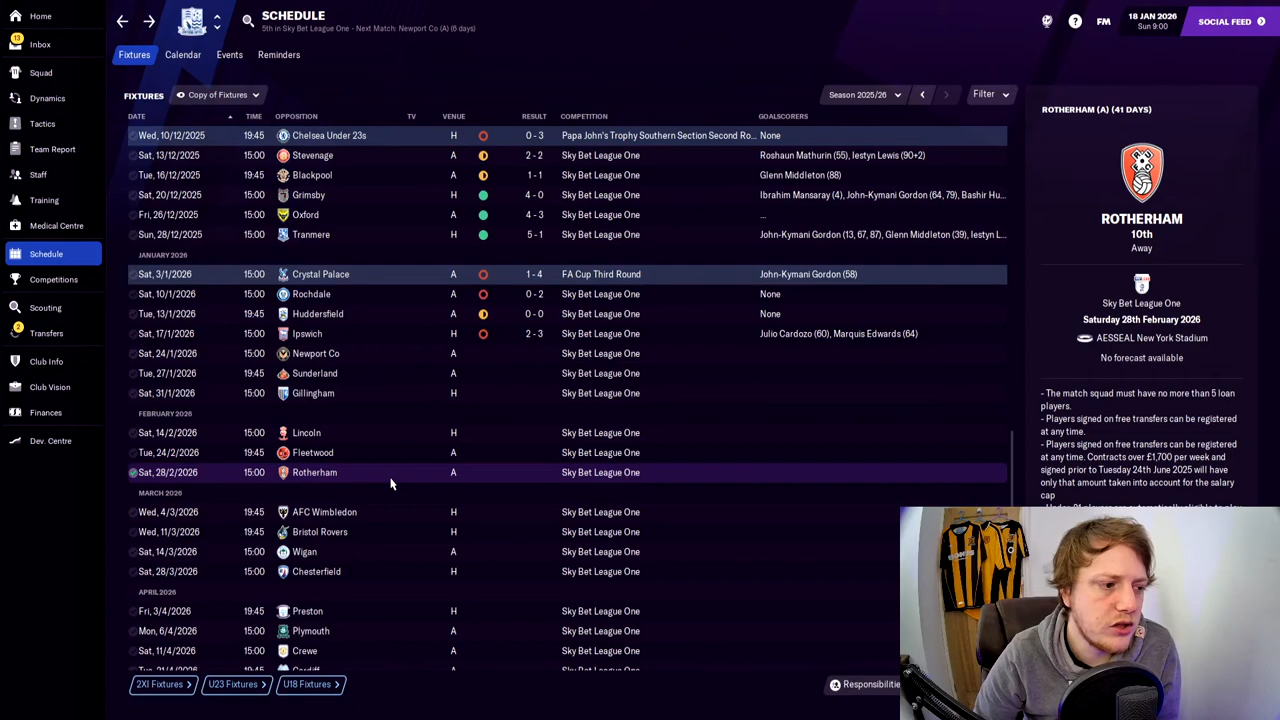 Home
SCHEDULE
5th in Sky Bet League One - Next Match: Newport Co (A) (6 days)
FM
18 JAN 2026
Sun 9:00
SOCIAL FEED
13
Inbox
Squad
Dynamics
Tactics
Team Report
Staff
Training
Medical Centre
Schedule
Competitions
Scouting
2
Transfers
Club Info
Club Vision
Finances
Dev. Centre
Fixtures Calendar Events Reminders
FIXTURES Copy of Fixtures Season 2025/26 Filter
DATE TIME OPPOSITION TV VENUE RESULT COMPETITION GOALSCORERS
Wed, 10/12/2025 19:45 Chelsea Under 23s H 0 - 3 Papa John's Trophy Southern Section Second Ro... None
Sat, 13/12/2025 15:00 Stevenage A 2 - 2 Sky Bet League One Roshaun Mathurin (55), Iestyn Lewis (90+2)
Tue, 16/12/2025 19:45 Blackpool A 1 - 1 Sky Bet League One Glenn Middleton (88)
Sat, 20/12/2025 15:00 Grimsby H 4 - 0 Sky Bet League One Ibrahim Mansaray (4), John-Kymani Gordon (64, 79), Bashir Hu...
Fri, 26/12/2025 15:00 Oxford A 4 - 3 Sky Bet League One ...
Sun, 28/12/2025 15:00 Tranmere H 5 - 1 Sky Bet League One John-Kymani Gordon (13, 67, 87), Glenn Middleton (39), Iestyn L...
JANUARY 2026
Sat, 3/1/2026 15:00 Crystal Palace A 1 - 4 FA Cup Third Round John-Kymani Gordon (58)
Sat, 10/1/2026 15:00 Rochdale A 0 - 2 Sky Bet League One None
Tue, 13/1/2026 19:45 Huddersfield A 0 - 0 Sky Bet League One None
Sat, 17/1/2026 15:00 Ipswich H 2 - 3 Sky Bet League One Julio Cardozo (60), Marquis Edwards (64)
Sat, 24/1/2026 15:00 Newport Co A Sky Bet League One
Tue, 27/1/2026 19:45 Sunderland A Sky Bet League One
Sat, 31/1/2026 15:00 Gillingham H Sky Bet League One
FEBRUARY 2026
Sat, 14/2/2026 15:00 Lincoln H Sky Bet League One
Tue, 24/2/2026 19:45 Fleetwood A Sky Bet League One
Sat, 28/2/2026 15:00 Rotherham A Sky Bet League One
MARCH 2026
Wed, 4/3/2026 19:45 AFC Wimbledon H Sky Bet League One
Wed, 11/3/2026 19:45 Bristol Rovers H Sky Bet League One
Sat, 14/3/2026 15:00 Wigan A Sky Bet League One
Sat, 28/3/2026 15:00 Chesterfield H Sky Bet League One
APRIL 2026
Fri, 3/4/2026 19:45 Preston H Sky Bet League One
Mon, 6/4/2026 15:00 Plymouth A Sky Bet League One
Sat, 11/4/2026 15:00 Crewe A Sky Bet League One
Tue, 21/4/2026 19:45 Cardiff A Sky Bet League One
2XI Fixtures U23 Fixtures U18 Fixtures Responsibilitie
ROTHERHAM (A) (41 DAYS)
ROTHERHAM
10th
Away
Sky Bet League One
Saturday 28th February 2026
AESSEAL New York Stadium
No forecast available
- The match squad must have no more than 5 loan
players.
- Players signed on free transfers can be registered
at any time.
- Players signed on free transfers can be registered
at any time. Contracts over £1,700 per week and
signed prior to Tuesday 24th June 2025 will have
only that amount taken into account for the salary
cap